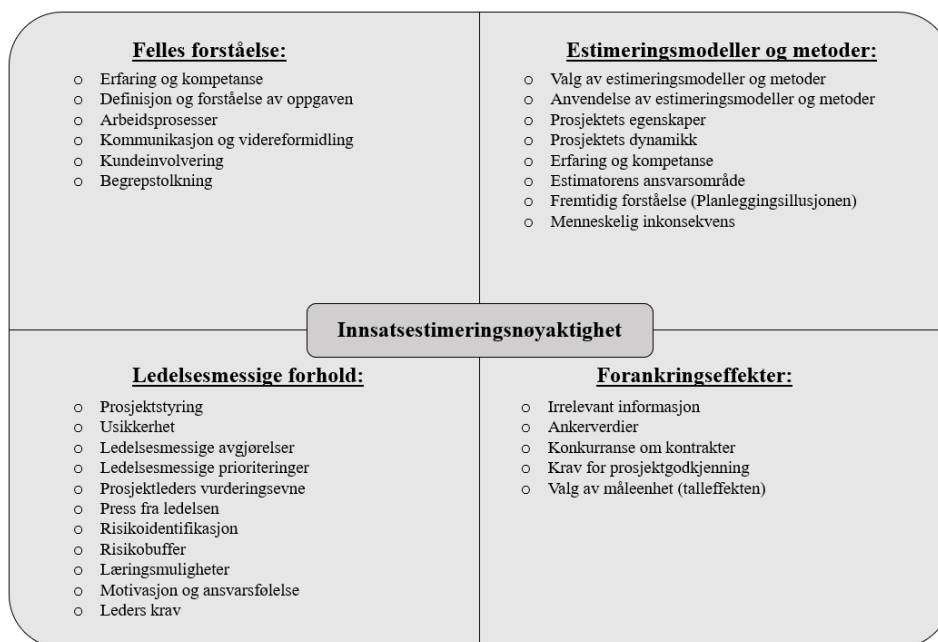 Felles forståelse:
o Erfaring og kompetanse
o Definisjon og forståelse av oppgaven
o Arbeidsprosesser
o Kommunikasjon og videreformidling
o Kundeinvolvering
o Begrepstolkning
Estimeringsmodeller og metoder:
o Valg av estimeringsmodeller og metoder
o Anvendelse av estimeringsmodeller og metoder
o Prosjektets egenskaper
o Prosjektets dynamikk
o Erfaring og kompetanse
o Estimatorens ansvarsområde
o Fremtidig forståelse (Planleggingsillusjonen)
o Menneskelig inkonsekvens
Innsatsestimeringsnøyaktighet
Ledelsesmessige forhold:
o Prosjektstyring
o Usikkerhet
o Ledelsesmessige avgjørelser
o Ledelsesmessige prioriteringer
o Prosjektleders vurderingsevne
o Press fra ledelsen
o Risikoidentifikasjon
o Risikobuffer
o Læringsmuligheter
o Motivasjon og ansvarsfølelse
o Leders krav
Forankringseffekter:
o Irrelevant informasjon
o Ankerverdier
o Konkurranse om kontrakter
o Krav for prosjektgodkjenning
o Valg av måleenhet (talleffekten)